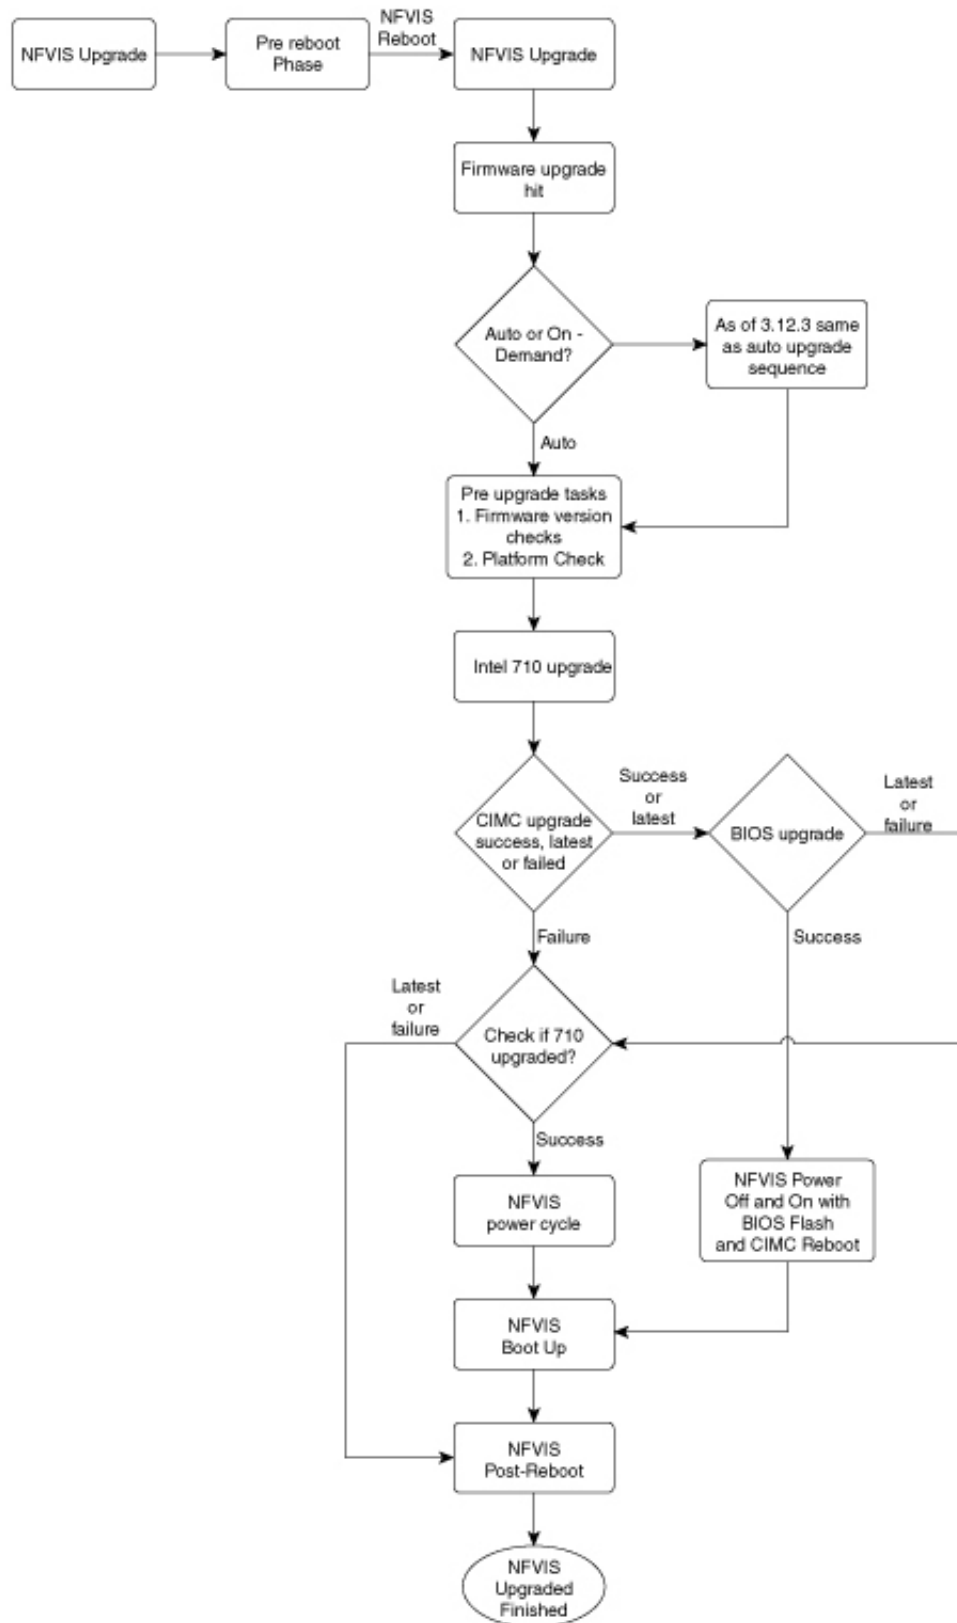 NFVIS Upgrade
Pre reboot
Phase
NFVIS
Reboot
NFVIS Upgrade
Firmware upgrade
hit
Auto or On -
Demand?
As of 3.12.3 same
as auto upgrade
sequence
Auto
Pre upgrade tasks
1. Firmware version
checks
2. Platform Check
Intel 710 upgrade
CIMC upgrade
success, latest
or failed
Success
or
latest
BIOS upgrade
Latest
or
failure
Failure
Success
Latest
or
failure
Check if 710
upgraded?
Success
NFVIS
power cycle
NFVIS Power
Off and On with
BIOS Flash
and CIMC Reboot
NFVIS
Boot Up
NFVIS
Post-Reboot
NFVIS
Upgraded
Finished